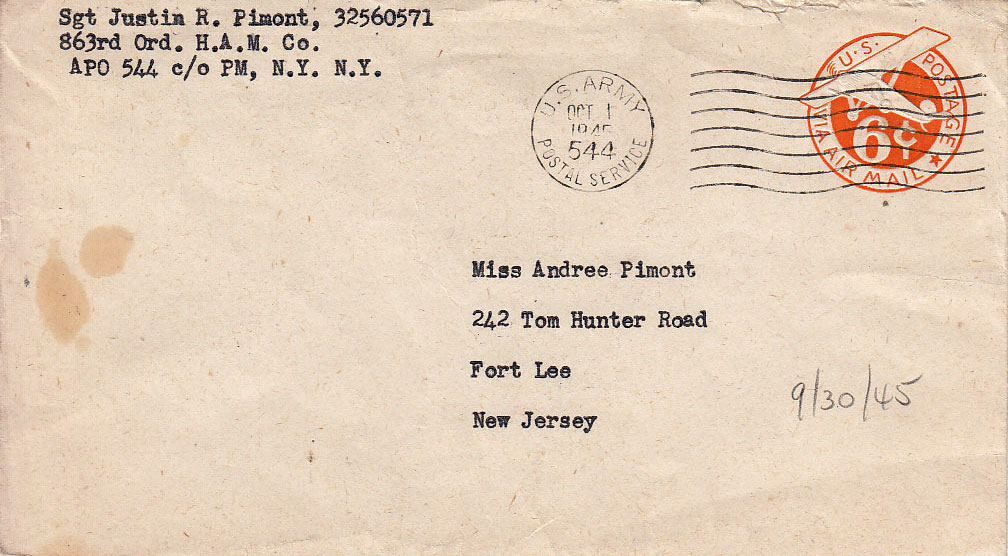 Sgt Justin R. Pimont, 32560571
863rd Ord. H.A.M. Co.
APO 544 c/o PM, N.Y. N.Y.
U.S. ARMY
OCT 1
1945
544
POSTAL SERVICE
U.S. POSTAGE
6¢
VIA AIR MAIL
Miss Andree Pimont
242 Tom Hunter Road
Fort Lee
New Jersey
9/30/45